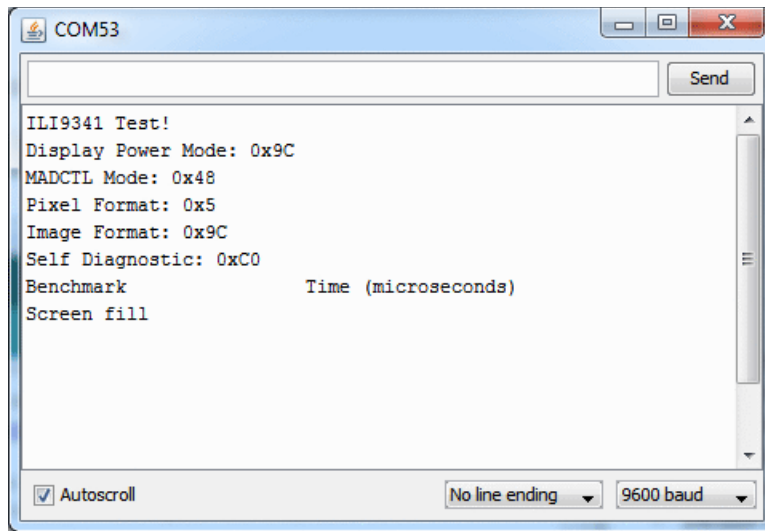 COM53
Send
ILI9341 Test!
Display Power Mode: 0x9C
MADCTL Mode: 0x48
Pixel Format: 0x5
Image Format: 0x9C
Self Diagnostic: 0xC0
Benchmark                Time (microseconds)
Screen fill
Autoscroll No line ending 9600 baud